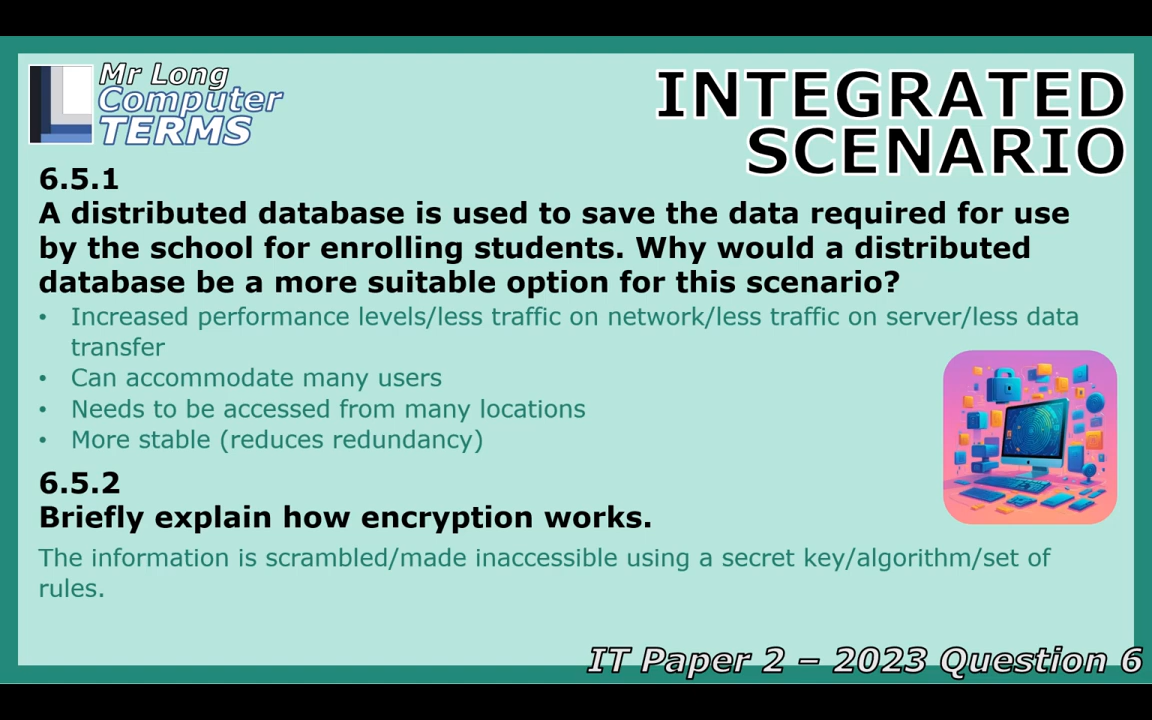 Mr Long
Computer
TERMS
INTEGRATED
SCENARIO
6.5.1
A distributed database is used to save the data required for use
by the school for enrolling students. Why would a distributed
database be a more suitable option for this scenario?
• Increased performance levels/less traffic on network/less traffic on server/less data
transfer
• Can accommodate many users
• Needs to be accessed from many locations
• More stable (reduces redundancy)
6.5.2
Briefly explain how encryption works.
The information is scrambled/made inaccessible using a secret key/algorithm/set of
rules.
IT Paper 2 – 2023 Question 6